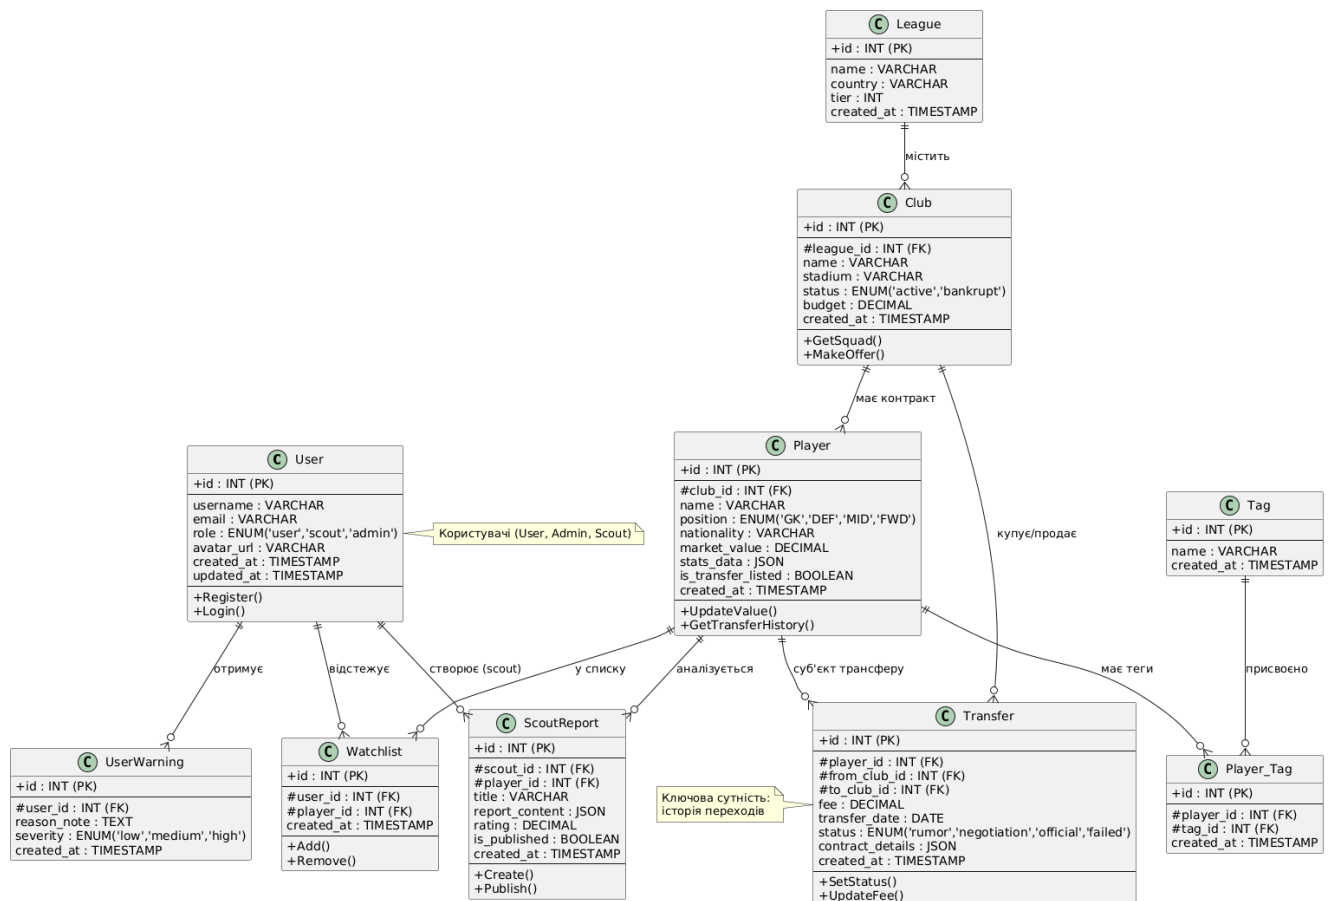 C League
+id : INT (PK)
name : VARCHAR
country : VARCHAR
tier : INT
created_at : TIMESTAMP
містить
C Club
+id : INT (PK)
#league_id : INT (FK)
name : VARCHAR
stadium : VARCHAR
status : ENUM('active','bankrupt')
budget : DECIMAL
created_at : TIMESTAMP
+GetSquad()
+MakeOffer()
має контракт
купує/продає
C User
+id : INT (PK)
username : VARCHAR
email : VARCHAR
role : ENUM('user','scout','admin')
avatar_url : VARCHAR
created_at : TIMESTAMP
updated_at : TIMESTAMP
+Register()
+Login()
Користувачі (User, Admin, Scout)
C Player
+id : INT (PK)
#club_id : INT (FK)
name : VARCHAR
position : ENUM('GK','DEF','MID','FWD')
nationality : VARCHAR
market_value : DECIMAL
stats_data : JSON
is_transfer_listed : BOOLEAN
created_at : TIMESTAMP
+UpdateValue()
+GetTransferHistory()
C Tag
+id : INT (PK)
name : VARCHAR
created_at : TIMESTAMP
отримує
відстежує
створює (scout)
у списку
аналізується
суб'єкт трансферу
має теги
присвоєно
C UserWarning
+id : INT (PK)
#user_id : INT (FK)
reason_note : TEXT
severity : ENUM('low','medium','high')
created_at : TIMESTAMP
C Watchlist
+id : INT (PK)
#user_id : INT (FK)
#player_id : INT (FK)
created_at : TIMESTAMP
+Add()
+Remove()
C ScoutReport
+id : INT (PK)
#scout_id : INT (FK)
#player_id : INT (FK)
title : VARCHAR
report_content : JSON
rating : DECIMAL
is_published : BOOLEAN
created_at : TIMESTAMP
+Create()
+Publish()
Ключова сутність:
історія переходів
C Transfer
+id : INT (PK)
#player_id : INT (FK)
#from_club_id : INT (FK)
#to_club_id : INT (FK)
fee : DECIMAL
transfer_date : DATE
status : ENUM('rumor','negotiation','official','failed')
contract_details : JSON
created_at : TIMESTAMP
+SetStatus()
+UpdateFee()
C Player_Tag
+id : INT (PK)
#player_id : INT (FK)
#tag_id : INT (FK)
created_at : TIMESTAMP